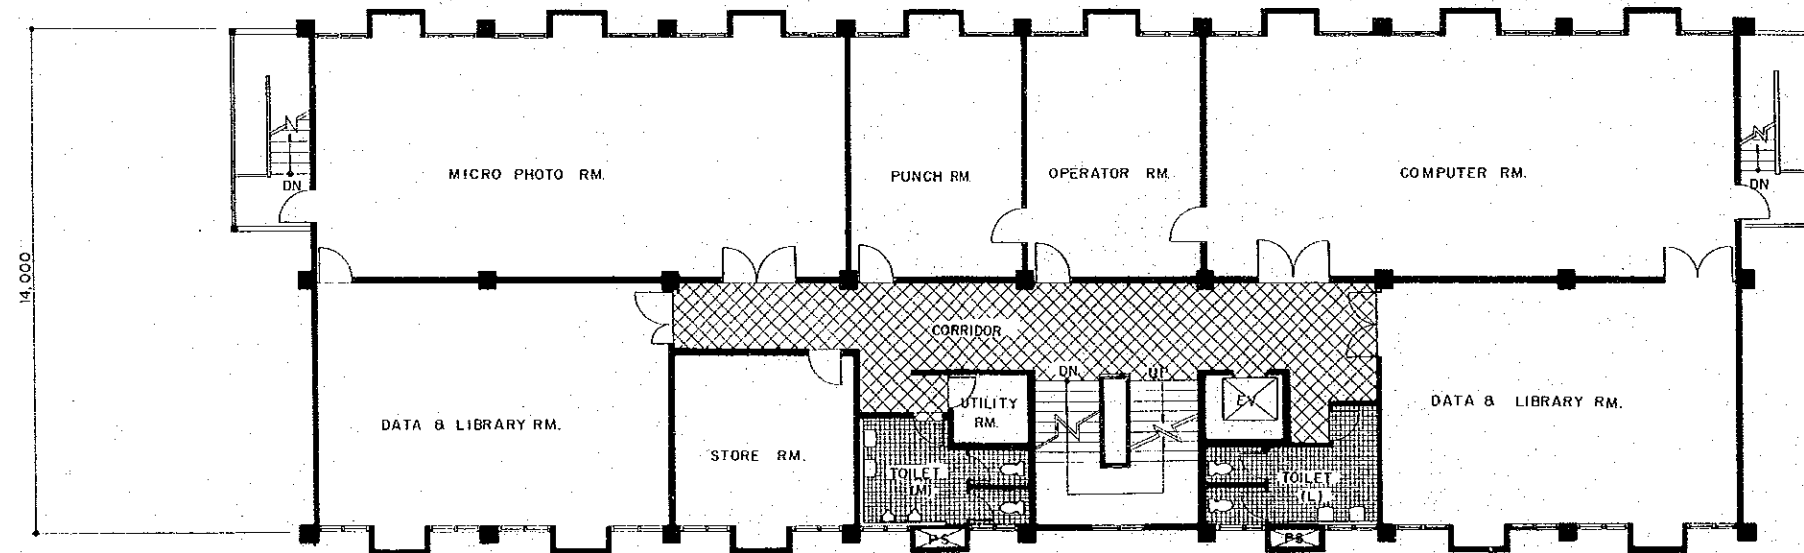 14,000
DN
MICRO PHOTO RM.
PUNCH RM.
OPERATOR RM.
COMPUTER RM.
DN
CORRIDOR
DN
UP
EV
UTILITY
RM.
DATA & LIBRARY RM.
STORE RM.
TOILET
(M)
TOILET
(L)
DATA & LIBRARY RM.
PS
PS